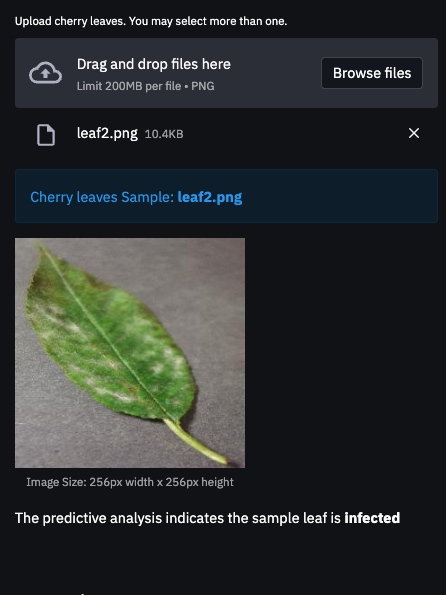 Upload cherry leaves. You may select more than one.
Drag and drop files here
Limit 200MB per file • PNG
Browse files
leaf2.png 10.4KB
Cherry leaves Sample: leaf2.png
Image Size: 256px width x 256px height
The predictive analysis indicates the sample leaf is infected